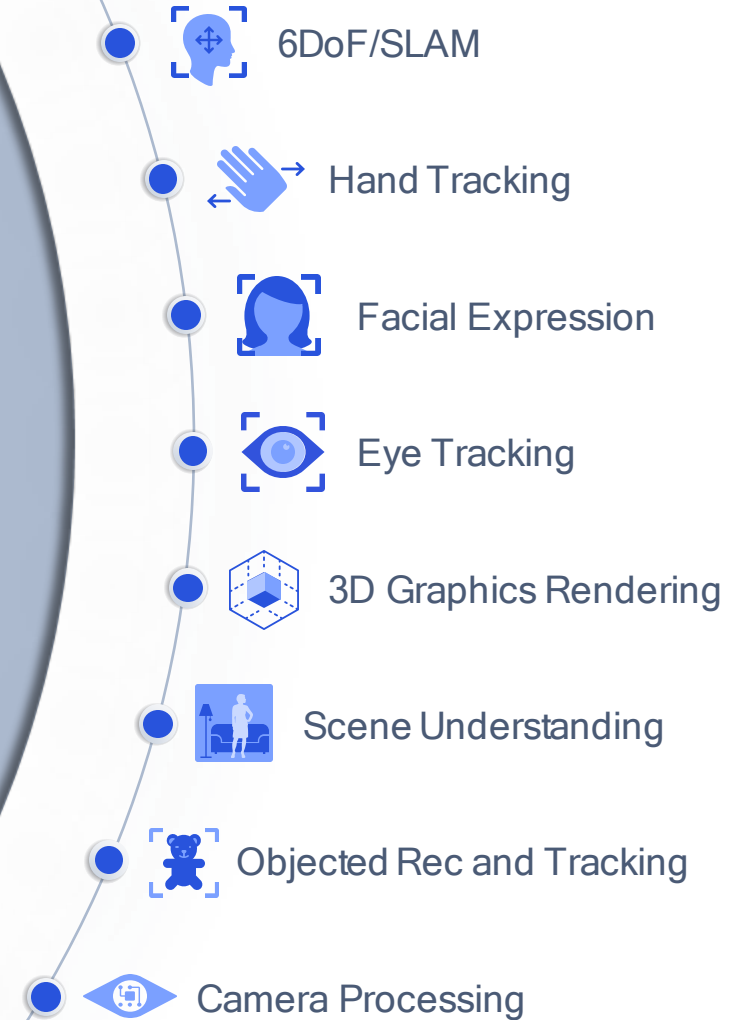 6DoF/SLAM
Hand Tracking
Facial Expression
Eye Tracking
3D Graphics Rendering
Scene Understanding
Objected Rec and Tracking
Camera Processing